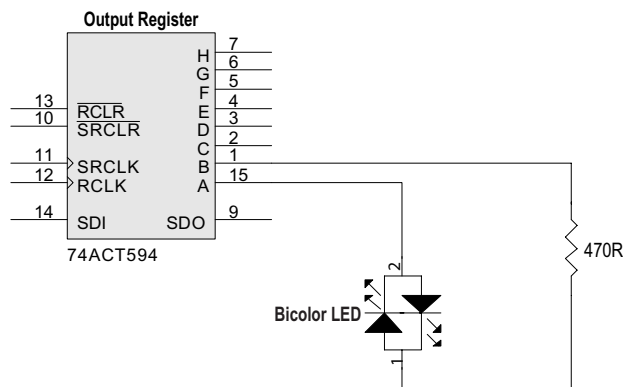 Output Register
7
H
6
G
5
F
13
4
RCLR
E
10
3
SRCLR
D
2
C
11
1
SRCLK
B
12
15
RCLK
A
14
9
SDI
SDO
74ACT594
470R
2
Bicolor LED
1